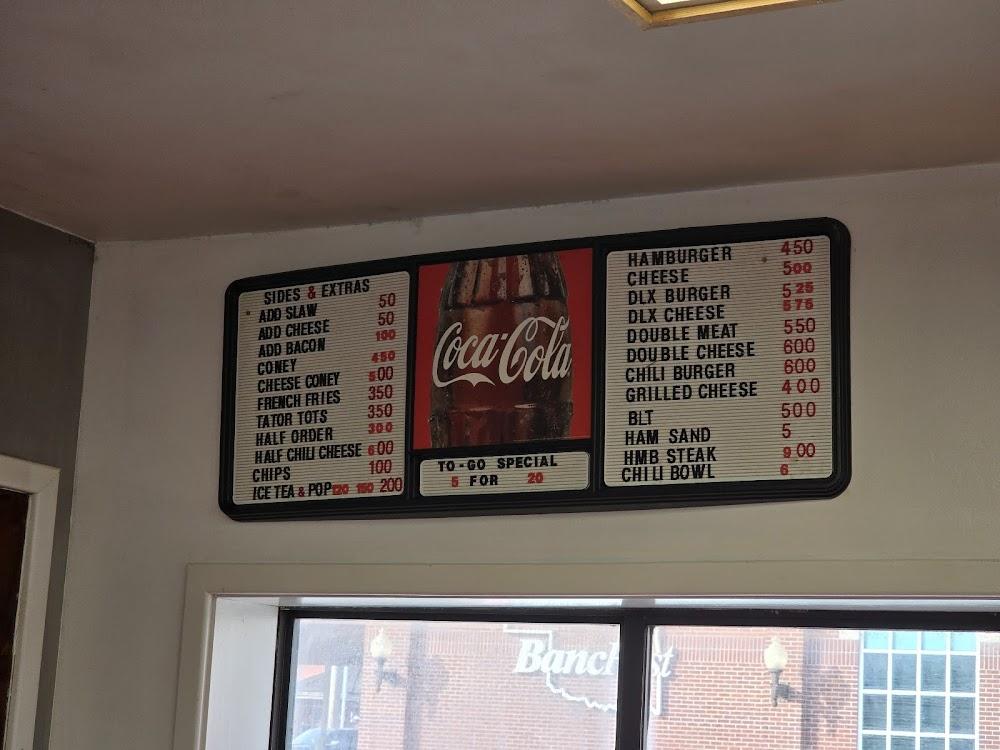 SIDES & EXTRAS
ADD SLAW 50
ADD CHEESE 50
ADD BACON 100
CONEY 450
CHEESE CONEY 500
FRENCH FRIES 350
TATOR TOTS 350
HALF ORDER 300
HALF CHILI CHEESE 600
CHIPS 100
ICE TEA & POP 120 150 200
Coca-Cola
TO-GO SPECIAL
5 FOR 20
HAMBURGER 450
CHEESE 500
DLX BURGER 5 25
DLX CHEESE 575
DOUBLE MEAT 550
DOUBLE CHEESE 600
CHILI BURGER 600
GRILLED CHEESE 400
BLT 500
HAM SAND 5
HMB STEAK 9 00
CHILI BOWL 6